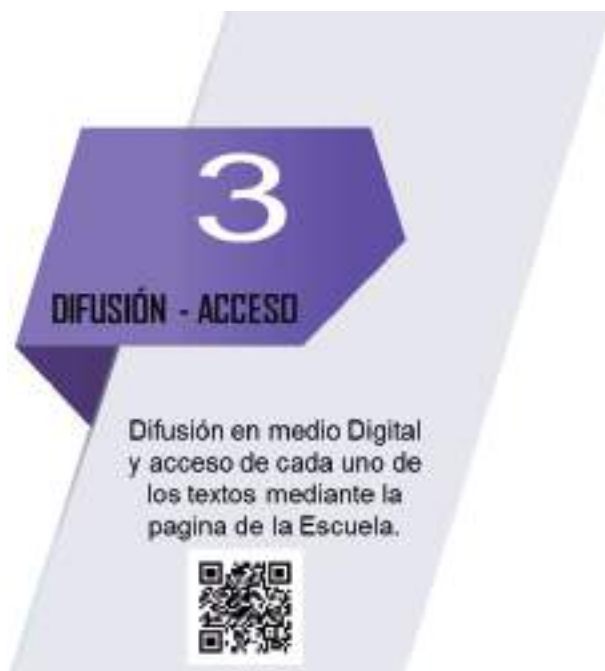 3
DIFUSIÓN - ACCESO
Difusión en medio Digital
y acceso de cada uno de
los textos mediante la
pagina de la Escuela.